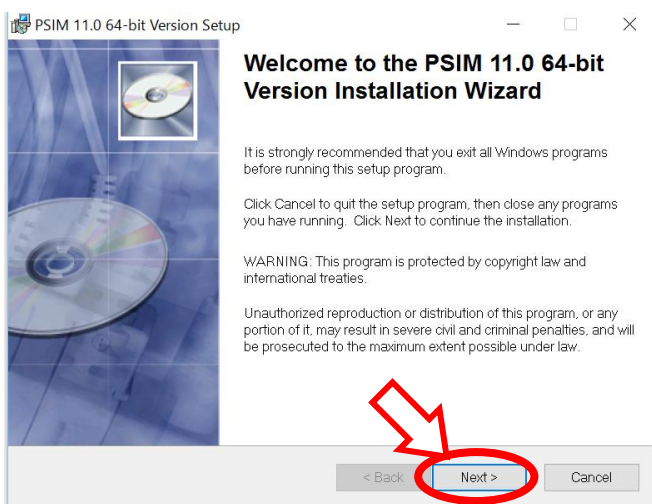 PSIM 11.0 64-bit Version Setup
Welcome to the PSIM 11.0 64-bit
Version Installation Wizard
It is strongly recommended that you exit all Windows programs
before running this setup program.
Click Cancel to quit the setup program, then close any programs
you have running. Click Next to continue the installation.
WARNING: This program is protected by copyright law and
international treaties.
Unauthorized reproduction or distribution of this program, or any
portion of it, may result in severe civil and criminal penalties, and will
be prosecuted to the maximum extent possible under law.
< Back Next > Cancel